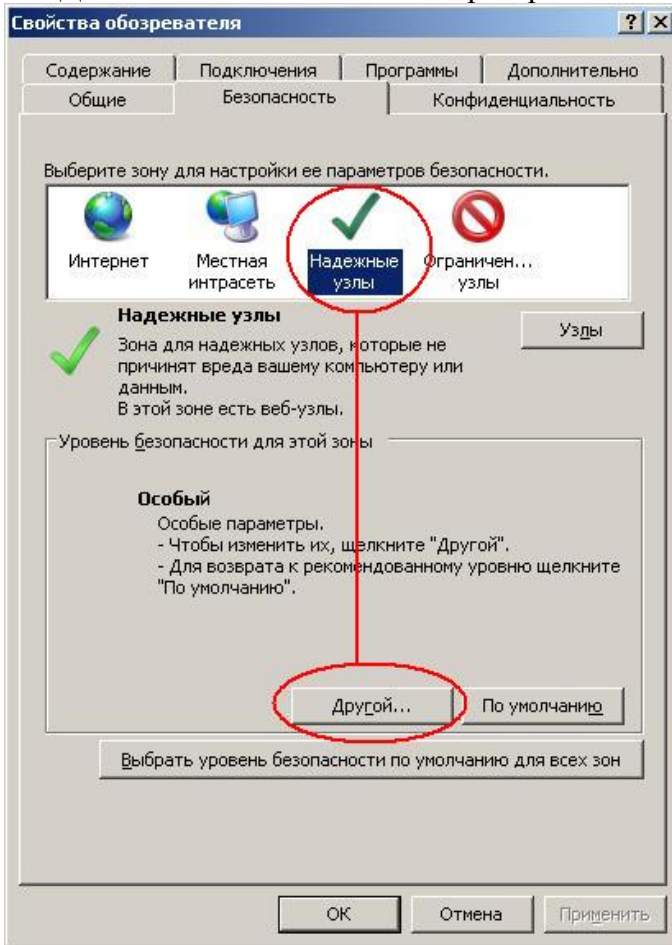 Свойства обозревателя
Содержание Подключения Программы Дополнительно
Общие Безопасность Конфиденциальность
Выберите зону для настройки ее параметров безопасности.
Интернет Местная интрасеть Надежные узлы Ограничен... узлы
Надежные узлы
Узлы
Зона для надежных узлов, которые не
причинят вреда вашему компьютеру или
данным.
В этой зоне есть веб-узлы.
Уровень безопасности для этой зоны
Особый
Особые параметры.
- Чтобы изменить их, щелкните "Другой".
- Для возврата к рекомендованному уровню щелкните
"По умолчанию".
Другой... По умолчанию
Выбрать уровень безопасности по умолчанию для всех зон
ОК Отмена Применить